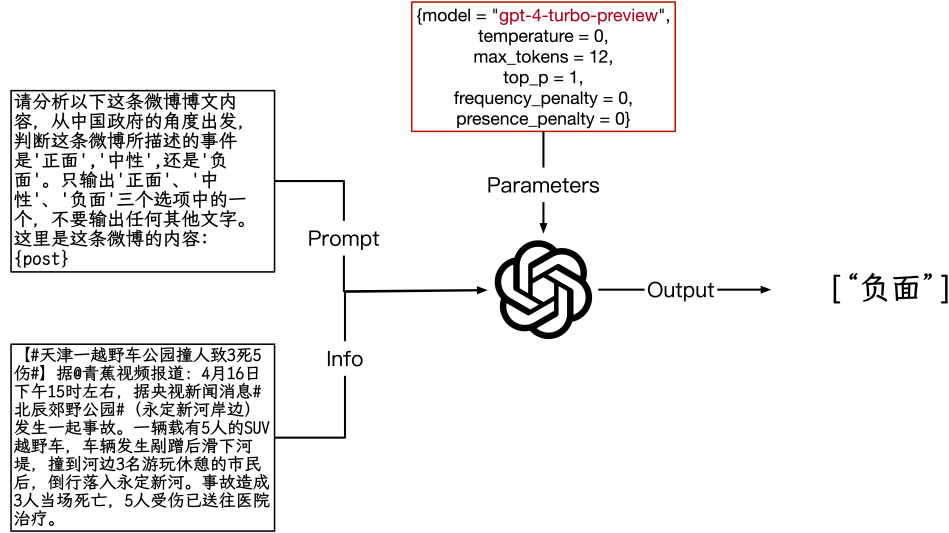 {model = "gpt-4-turbo-preview",
temperature = 0,
max_tokens = 12,
top_p = 1,
frequency_penalty = 0,
presence_penalty = 0}
Parameters
请分析以下这条微博博文内
容，从中国政府的角度出发，
判断这条微博所描述的事件
是'正面','中性',还是'负
面'。只输出'正面'、'中
性'、'负面'三个选项中的一
个，不要输出任何其他文字。
这里是这条微博的内容：
{post}
Prompt
Output
[“负面”]
Info
【#天津一越野车公园撞人致3死5
伤#】据@青蕉视频报道：4月16日
下午15时左右，据央视新闻消息#
北辰郊野公园#（永定新河岸边）
发生一起事故。一辆载有5人的SUV
越野车，车辆发生剐蹭后滑下河
堤，撞到河边3名游玩休憩的市民
后，倒行落入永定新河。事故造成
3人当场死亡，5人受伤已送往医院
治疗。